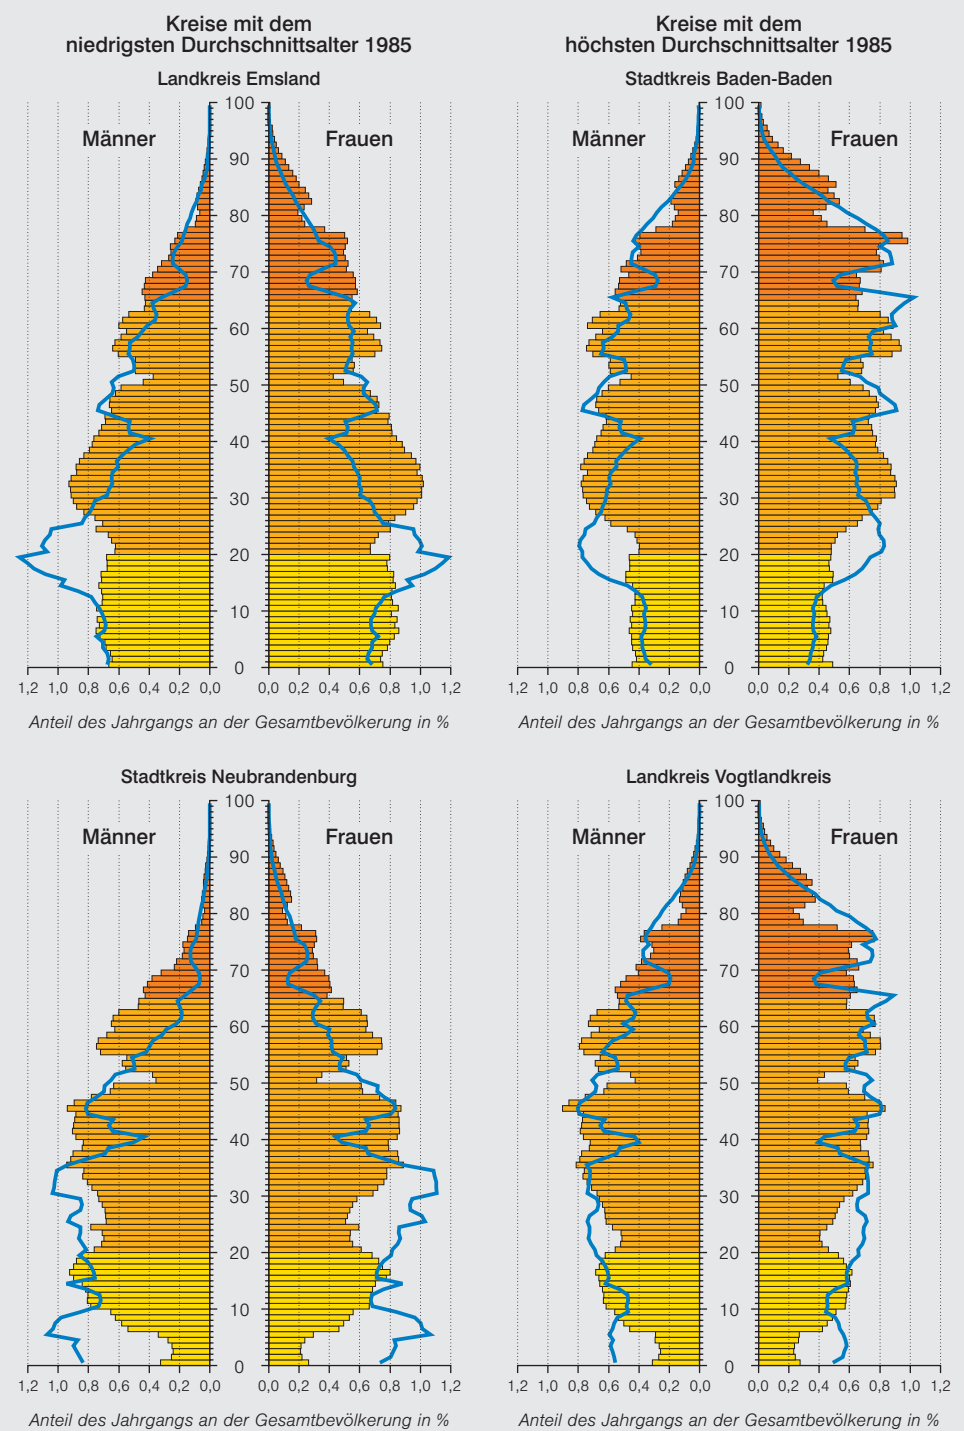 Kreise mit dem
niedrigsten Durchschnittsalter 1985
Kreise mit dem
höchsten Durchschnittsalter 1985
Landkreis Emsland
Männer
Frauen
100
90
80
70
60
50
40
30
20
10
0
1,2 1,0 0,8 0,6 0,4 0,2 0,0
0,0 0,2 0,4 0,6 0,8 1,0 1,2
Anteil des Jahrgangs an der Gesamtbevölkerung in %
Stadtkreis Baden-Baden
Männer
Frauen
100
90
80
70
60
50
40
30
20
10
0
1,2 1,0 0,8 0,6 0,4 0,2 0,0
0,0 0,2 0,4 0,6 0,8 1,0 1,2
Anteil des Jahrgangs an der Gesamtbevölkerung in %
Stadtkreis Neubrandenburg
Männer
Frauen
100
90
80
70
60
50
40
30
20
10
0
1,2 1,0 0,8 0,6 0,4 0,2 0,0
0,0 0,2 0,4 0,6 0,8 1,0 1,2
Anteil des Jahrgangs an der Gesamtbevölkerung in %
Landkreis Vogtlandkreis
Männer
Frauen
100
90
80
70
60
50
40
30
20
10
0
1,2 1,0 0,8 0,6 0,4 0,2 0,0
0,0 0,2 0,4 0,6 0,8 1,0 1,2
Anteil des Jahrgangs an der Gesamtbevölkerung in %